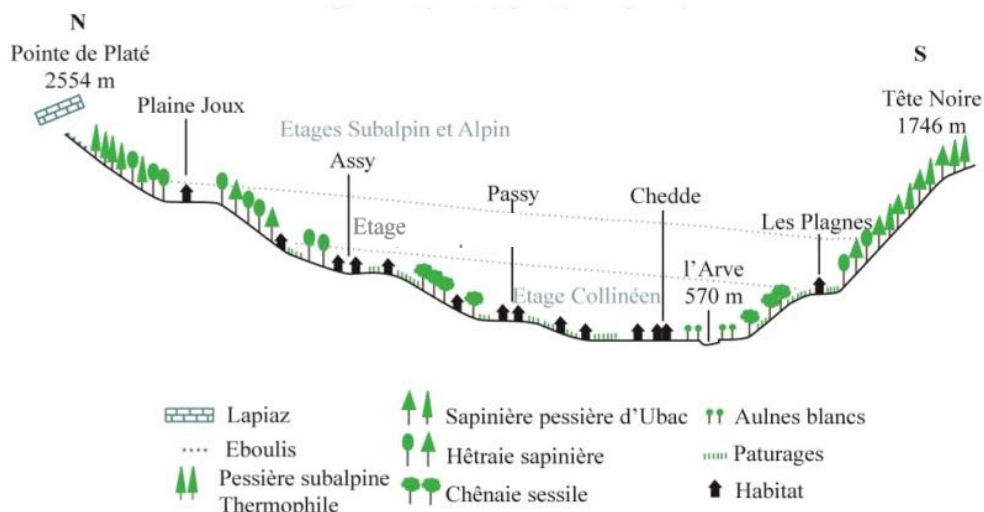 N
Pointe de Platé
2554 m
Plaine Joux
Etages Subalpin et Alpin
Assy
Passy
Chedde
S
Tête Noire
1746 m
Les Plagnes
Etage
l'Arve
570 m
Etage Collinéen
Lapiaz
Eboulis
Pessière subalpine
Thermophile
Sapinière pessière d'Ubac
Hêtraie sapinière
Chênaie sessile
Aulnes blancs
Paturages
Habitat